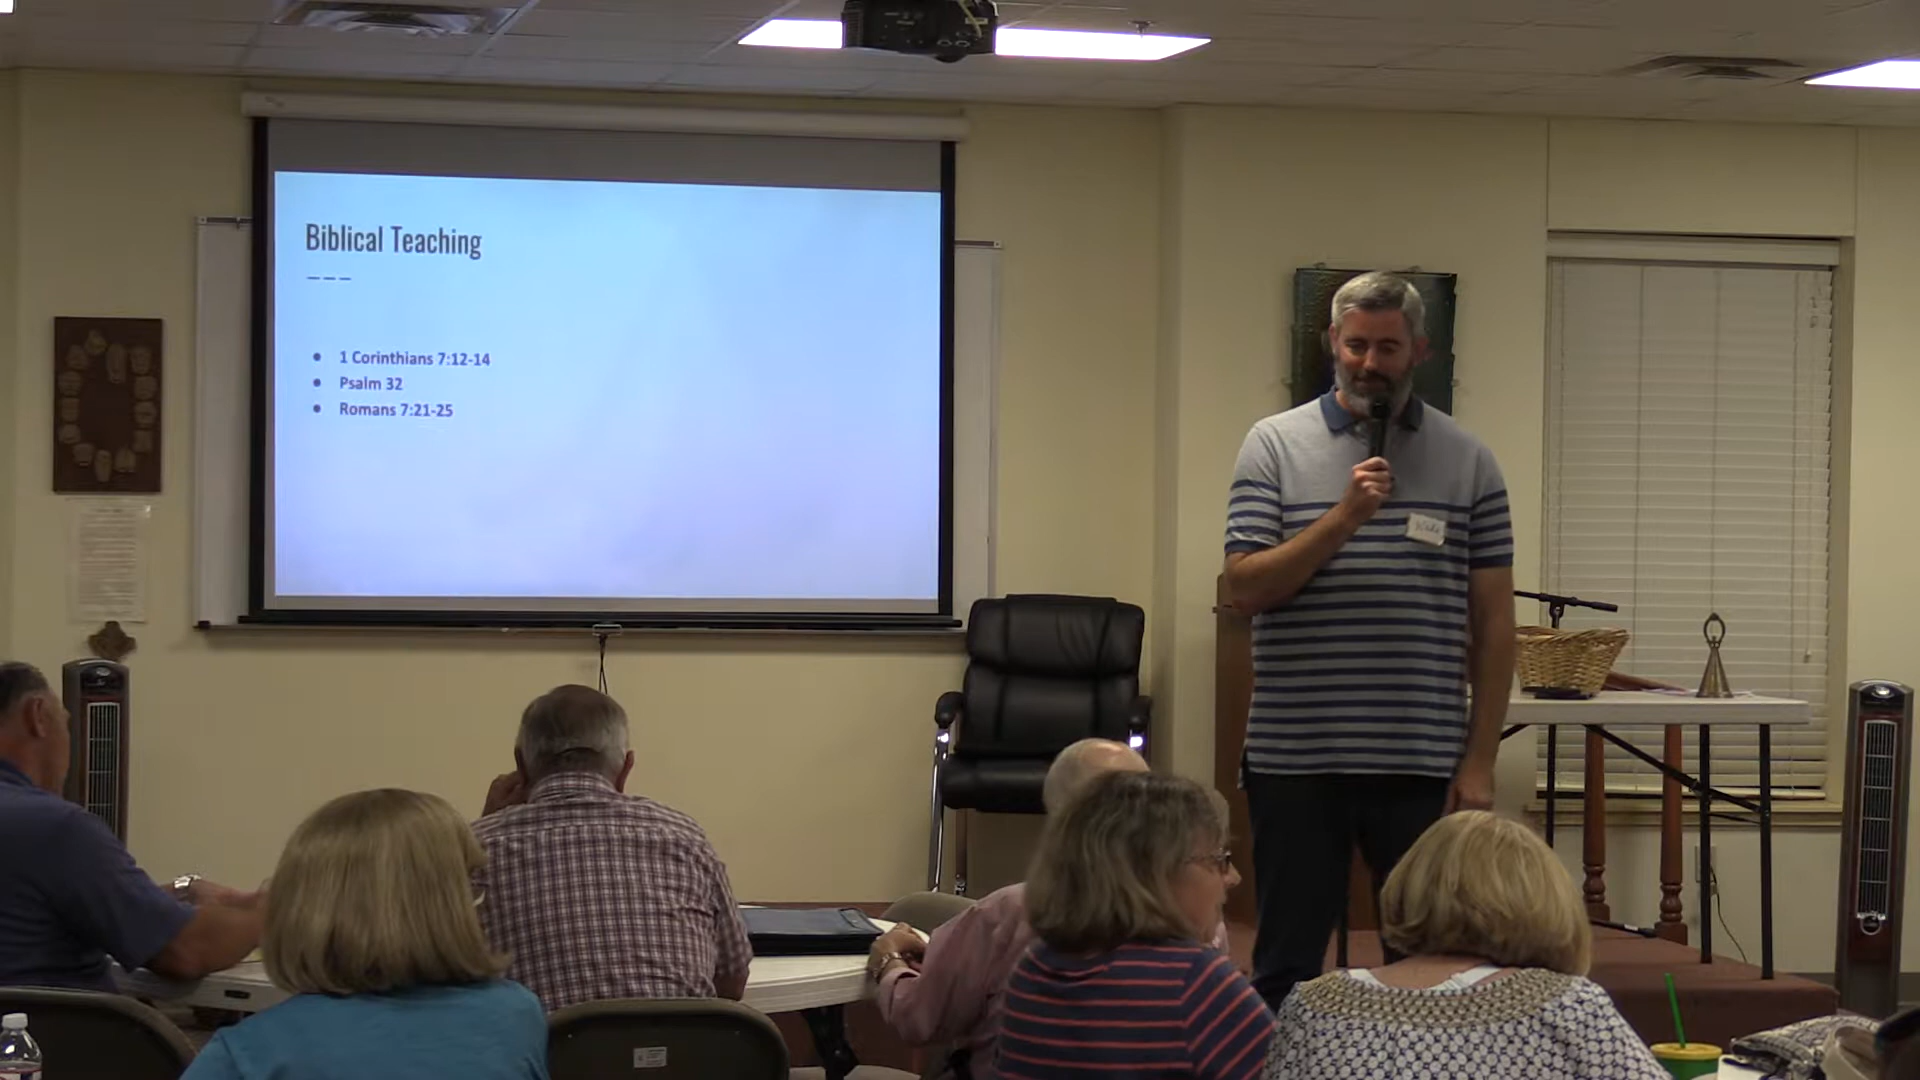 Biblical Teaching
1 Corinthians 7:12-14
Psalm 32
Romans 7:21-25